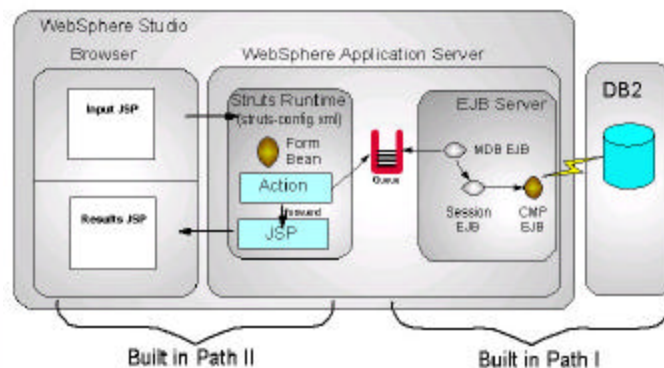 WebSphere Studio
Browser
WebSphere Application Server
Input JSP
Results JSP
Struts Runtime
(struts-config.xml)
Form
Bean
Action
forward
JSP
Queue
EJB Server
MDB EJB
Session
EJB
CMP
EJB
DB2
Built in Path II
Built in Path I